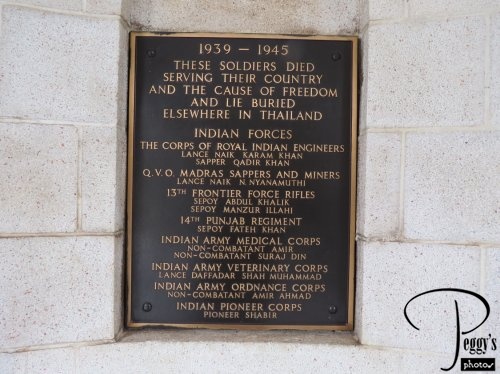 1939 – 1945
THESE SOLDIERS DIED
SERVING THEIR COUNTRY
AND THE CAUSE OF FREEDOM
AND LIE BURIED
ELSEWHERE IN THAILAND
INDIAN FORCES
THE CORPS OF ROYAL INDIAN ENGINEERS
LANCE NAIK KARAM KHAN
SAPPER QADIR KHAN
Q.V.O. MADRAS SAPPERS AND MINERS
LANCE NAIK N. NYANAMUTHI
13TH FRONTIER FORCE RIFLES
SEPOY ABDUL KHALIK
SEPOY MANZUR ILLAHI
14TH PUNJAB REGIMENT
SEPOY FATEH KHAN
INDIAN ARMY MEDICAL CORPS
NON-COMBATANT AMIR
NON-COMBATANT SURAJ DIN
INDIAN ARMY VETERINARY CORPS
LANCE DAFFADAR SHAH MUHAMMAD
INDIAN ARMY ORDNANCE CORPS
NON-COMBATANT AMIR AHMAD
INDIAN PIONEER CORPS
PIONEER SHABIR
Peggy's
photos